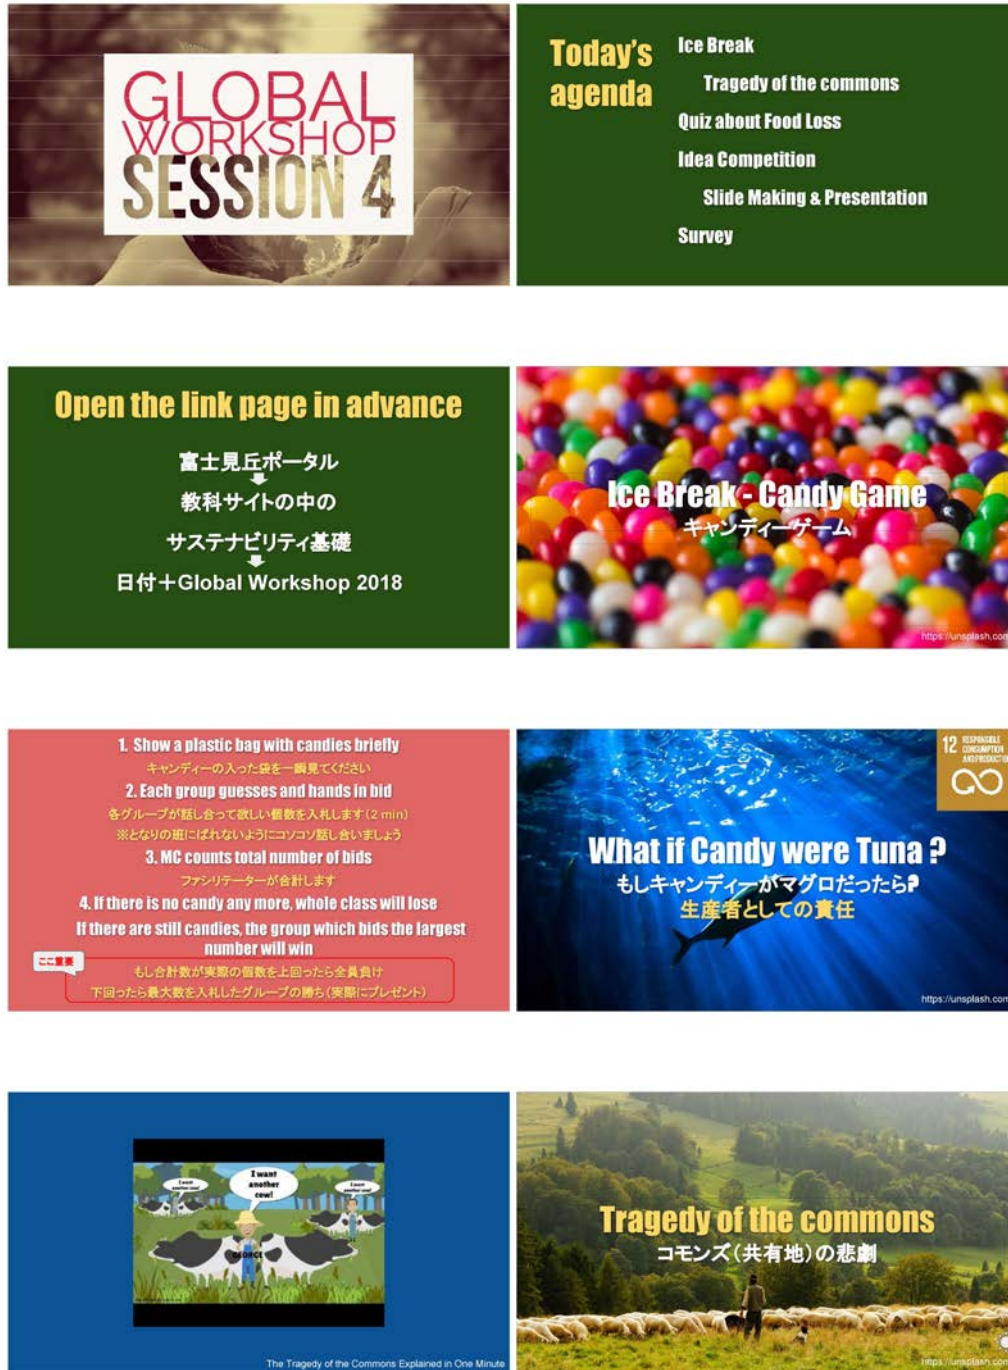 GLOBAL
WORKSHOP
SESSION 4
Today's
agenda
Ice Break
Tragedy of the commons
Quiz about Food Loss
Idea Competition
Slide Making & Presentation
Survey
Open the link page in advance
富士見丘ポータル
教科サイトの中の
サステナビリティ基礎
日付＋Global Workshop 2018
Ice Break - Candy Game
キャンディーゲーム
https://unsplash.com
1. Show a plastic bag with candies briefly
キャンディーの入った袋を一瞬見てください
2. Each group guesses and hands in bid
各グループが話し合って欲しい個数を入札します（2 min）
※となりの班にばれないようにコソコソ話し合いましょう
3. MC counts total number of bids
ファシリテーターが合計します
4. If there is no candy any more, whole class will lose
If there are still candies, the group which bids the largest
number will win
ここ重要
もし合計数が実際の個数を上回ったら全員負け
下回ったら最大数を入札したグループの勝ち（実際にプレゼント）
12 RESPONSIBLE
CONSUMPTION
AND PRODUCTION
What if Candy were Tuna ?
もしキャンディーがマグロだったら?
生産者としての責任
https://unsplash.com
I want
another
cow!
I want
another cow!
I want
another cow!
GEORGE
The Tragedy of the Commons Explained in One Minute
Tragedy of the commons
コモンズ（共有地）の悲劇
https://unsplash.com